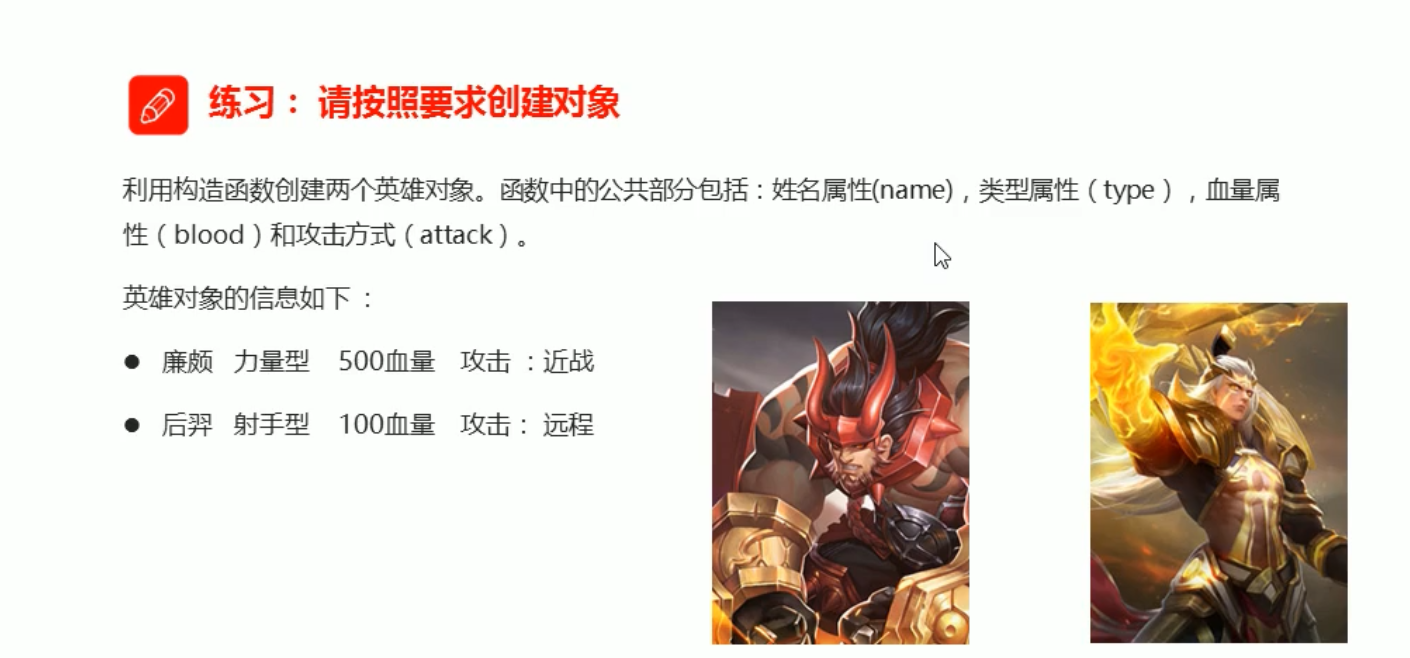 练习： 请按照要求创建对象
利用构造函数创建两个英雄对象。函数中的公共部分包括：姓名属性(name)，类型属性（type），血量属
性（blood）和攻击方式（attack）。
英雄对象的信息如下：
● 廉颇 力量型 500血量 攻击：近战
● 后羿 射手型 100血量 攻击：远程